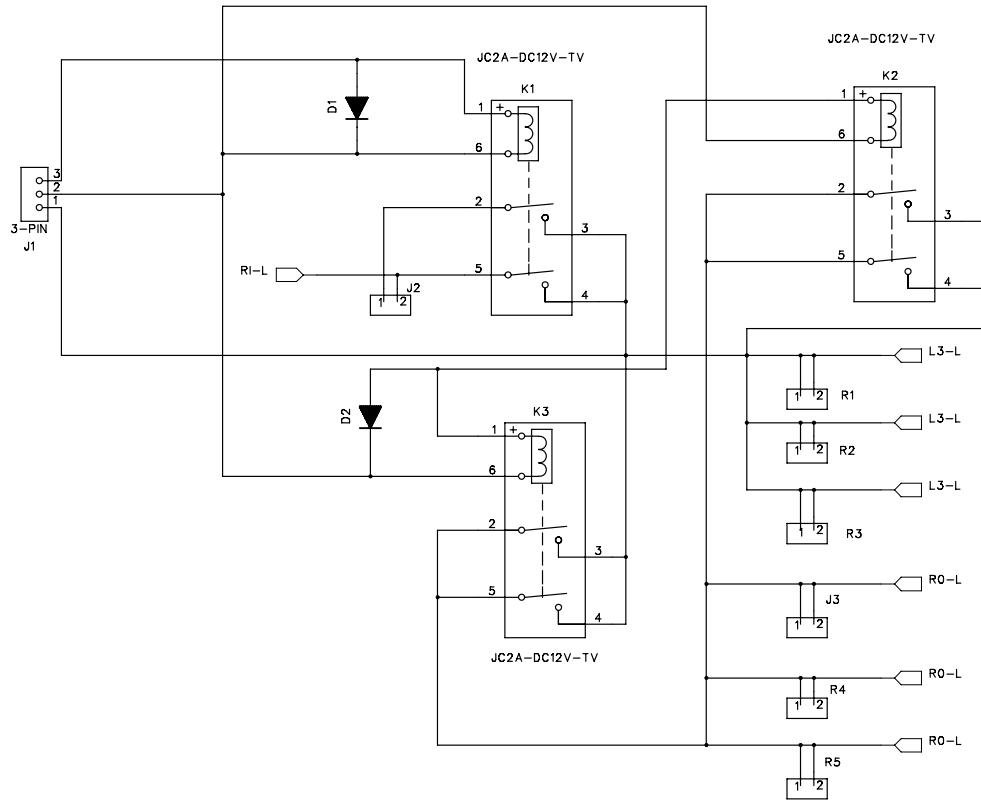 JC2A-DC12V-TV
JC2A-DC12V-TV
K1
K2
D1
1
+
6
2
3
5
4
1
+
6
2
3
5
4
3
2
1
3-PIN
J1
RI-L
J2
1 2
L3-L
1 2
R1
L3-L
1 2
R2
L3-L
1 2
R3
D2
K3
1
+
6
2
3
5
4
JC2A-DC12V-TV
RO-L
J3
1 2
RO-L
R4
1 2
RO-L
R5
1 2